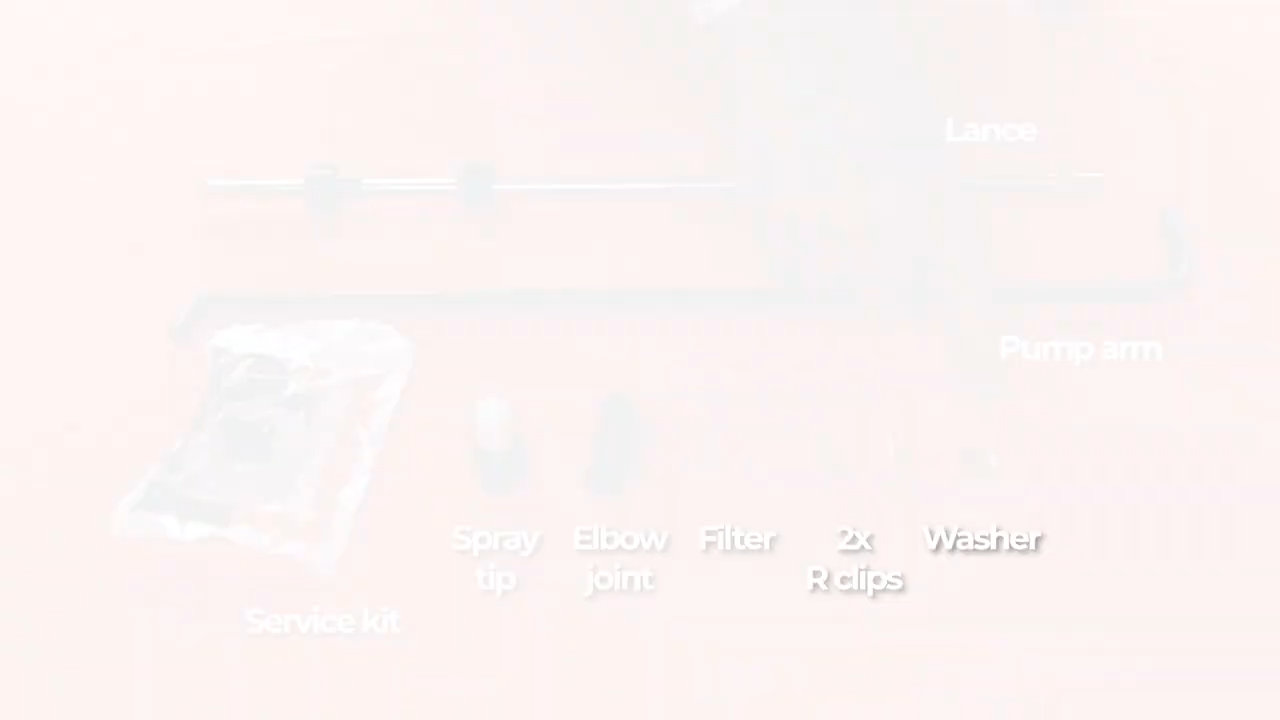 Lance
Pump arm
Spray
tip
Elbow
joint
Filter
2x
R clips
Washer
Service kit